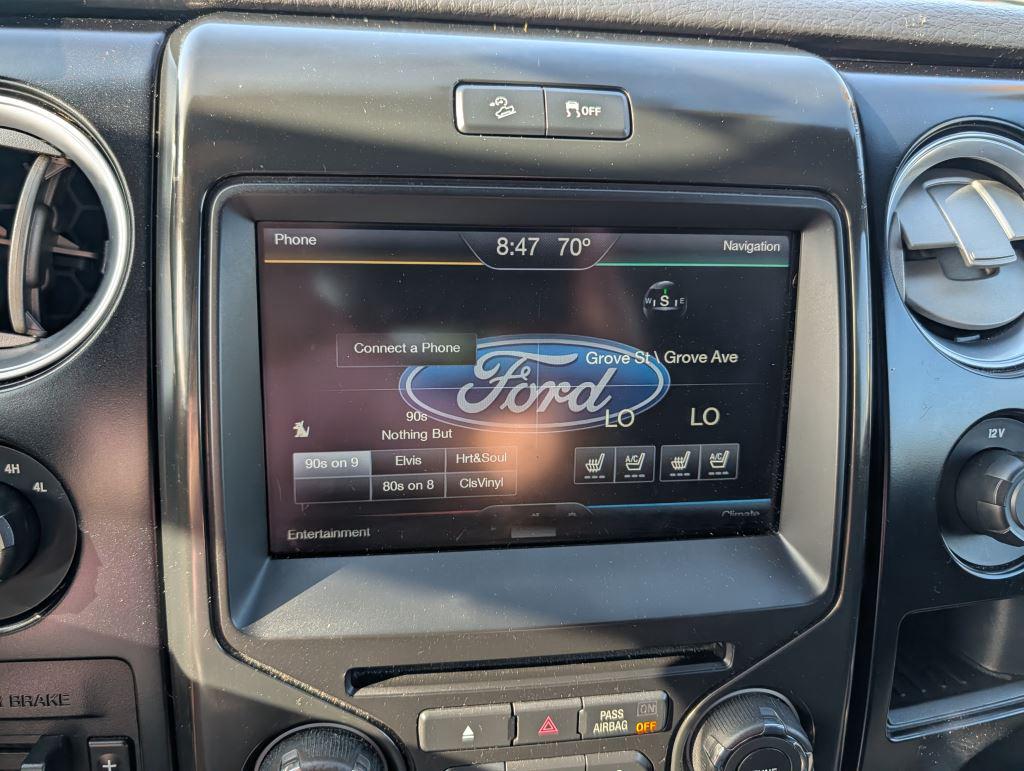 OFF
Phone
8:47 70°
Navigation
W S E
Connect a Phone
Ford
Grove St \ Grove Ave
90s
Nothing But
LO LO
90s on 9 Elvis Hrt&Soul
80s on 8 ClsVinyl
A/C A/C
Entertainment
Climate
4H
4L
12V
BRAKE
+
PASS
AIRBAG
ON
OFF